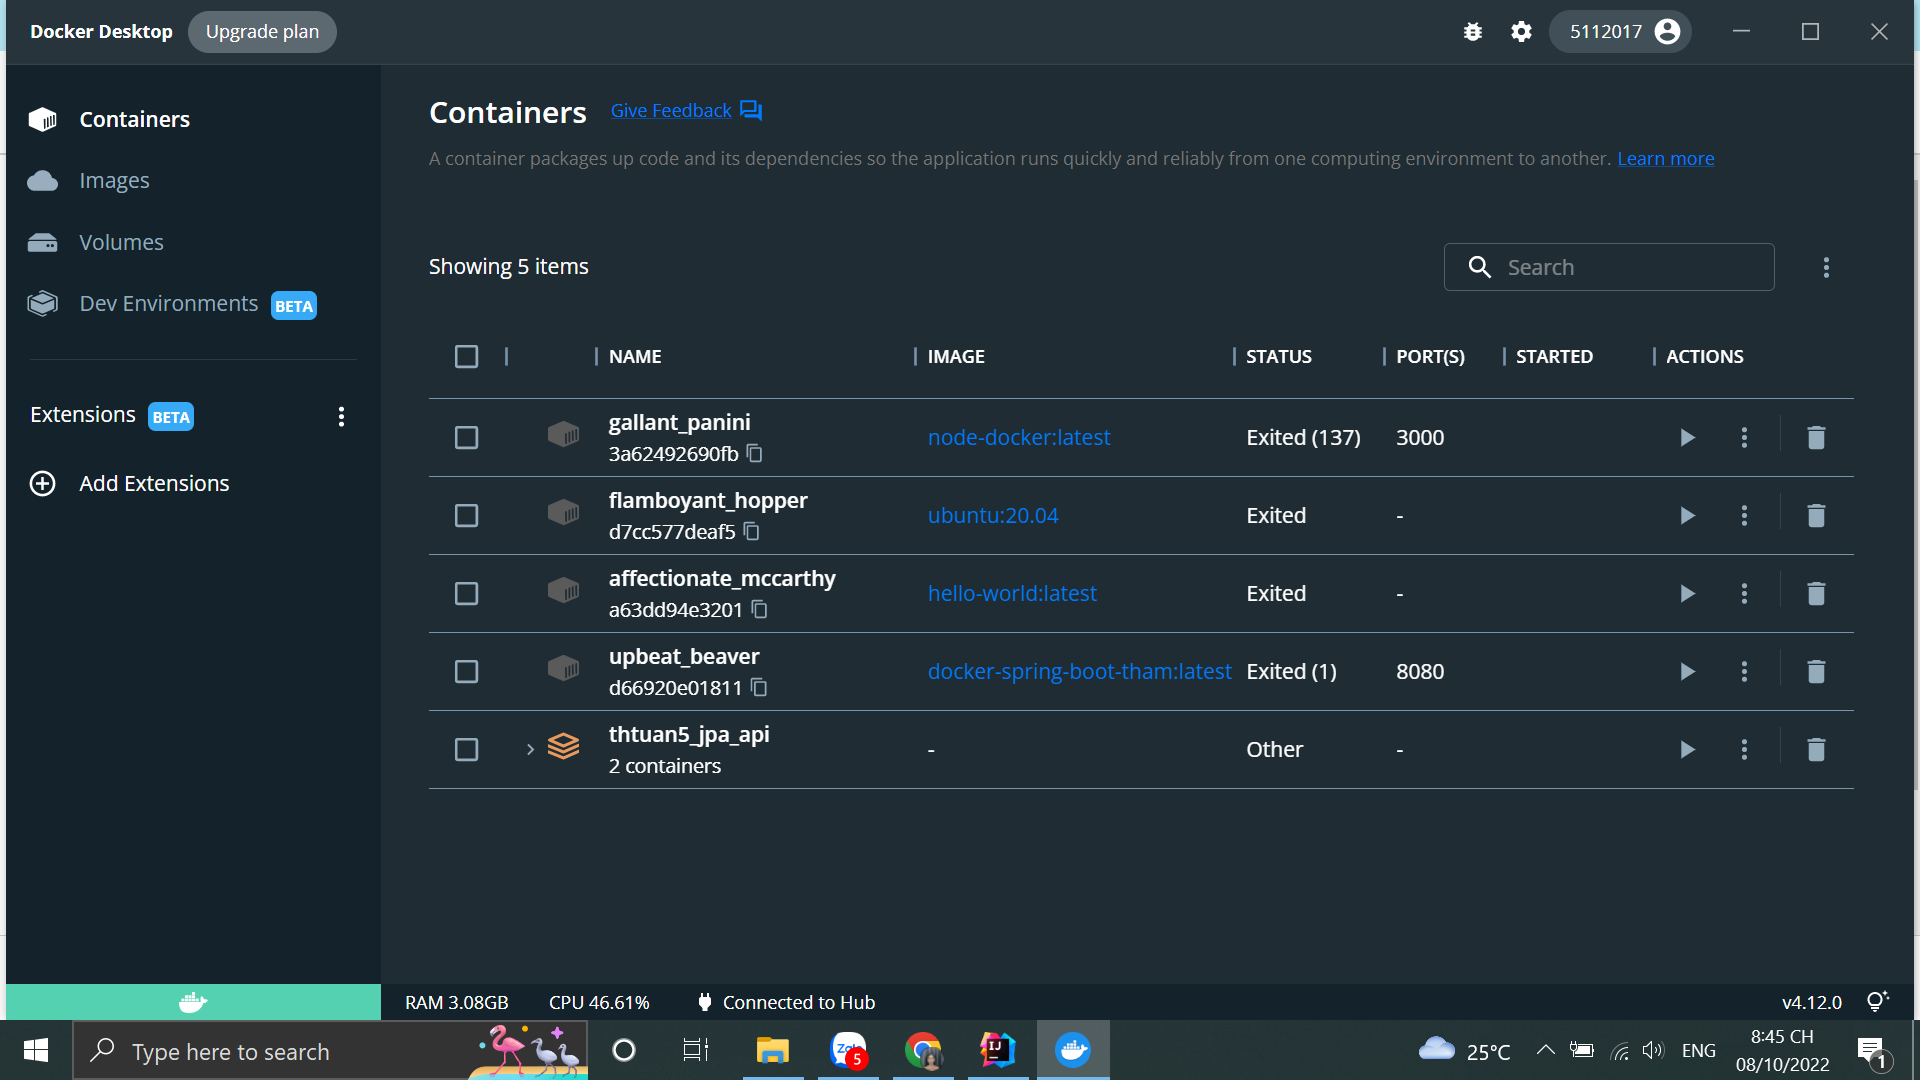 Docker Desktop Upgrade plan 5112017
Containers
Images
Volumes
Dev Environments BETA
Extensions BETA
Add Extensions
Containers Give Feedback
A container packages up code and its dependencies so the application runs quickly and reliably from one computing environment to another. Learn more
Showing 5 items Search
NAME IMAGE STATUS PORT(S) STARTED ACTIONS
gallant_panini
3a62492690fb node-docker:latest Exited (137) 3000
flamboyant_hopper
d7cc577deaf5 ubuntu:20.04 Exited -
affectionate_mccarthy
a63dd94e3201 hello-world:latest Exited -
upbeat_beaver
d66920e01811 docker-spring-boot-tham:latest Exited (1) 8080
thtuan5_jpa_api
2 containers - Other -
RAM 3.08GB CPU 46.61% Connected to Hub v4.12.0
Type here to search 5 25°C ENG 8:45 CH
08/10/2022 1